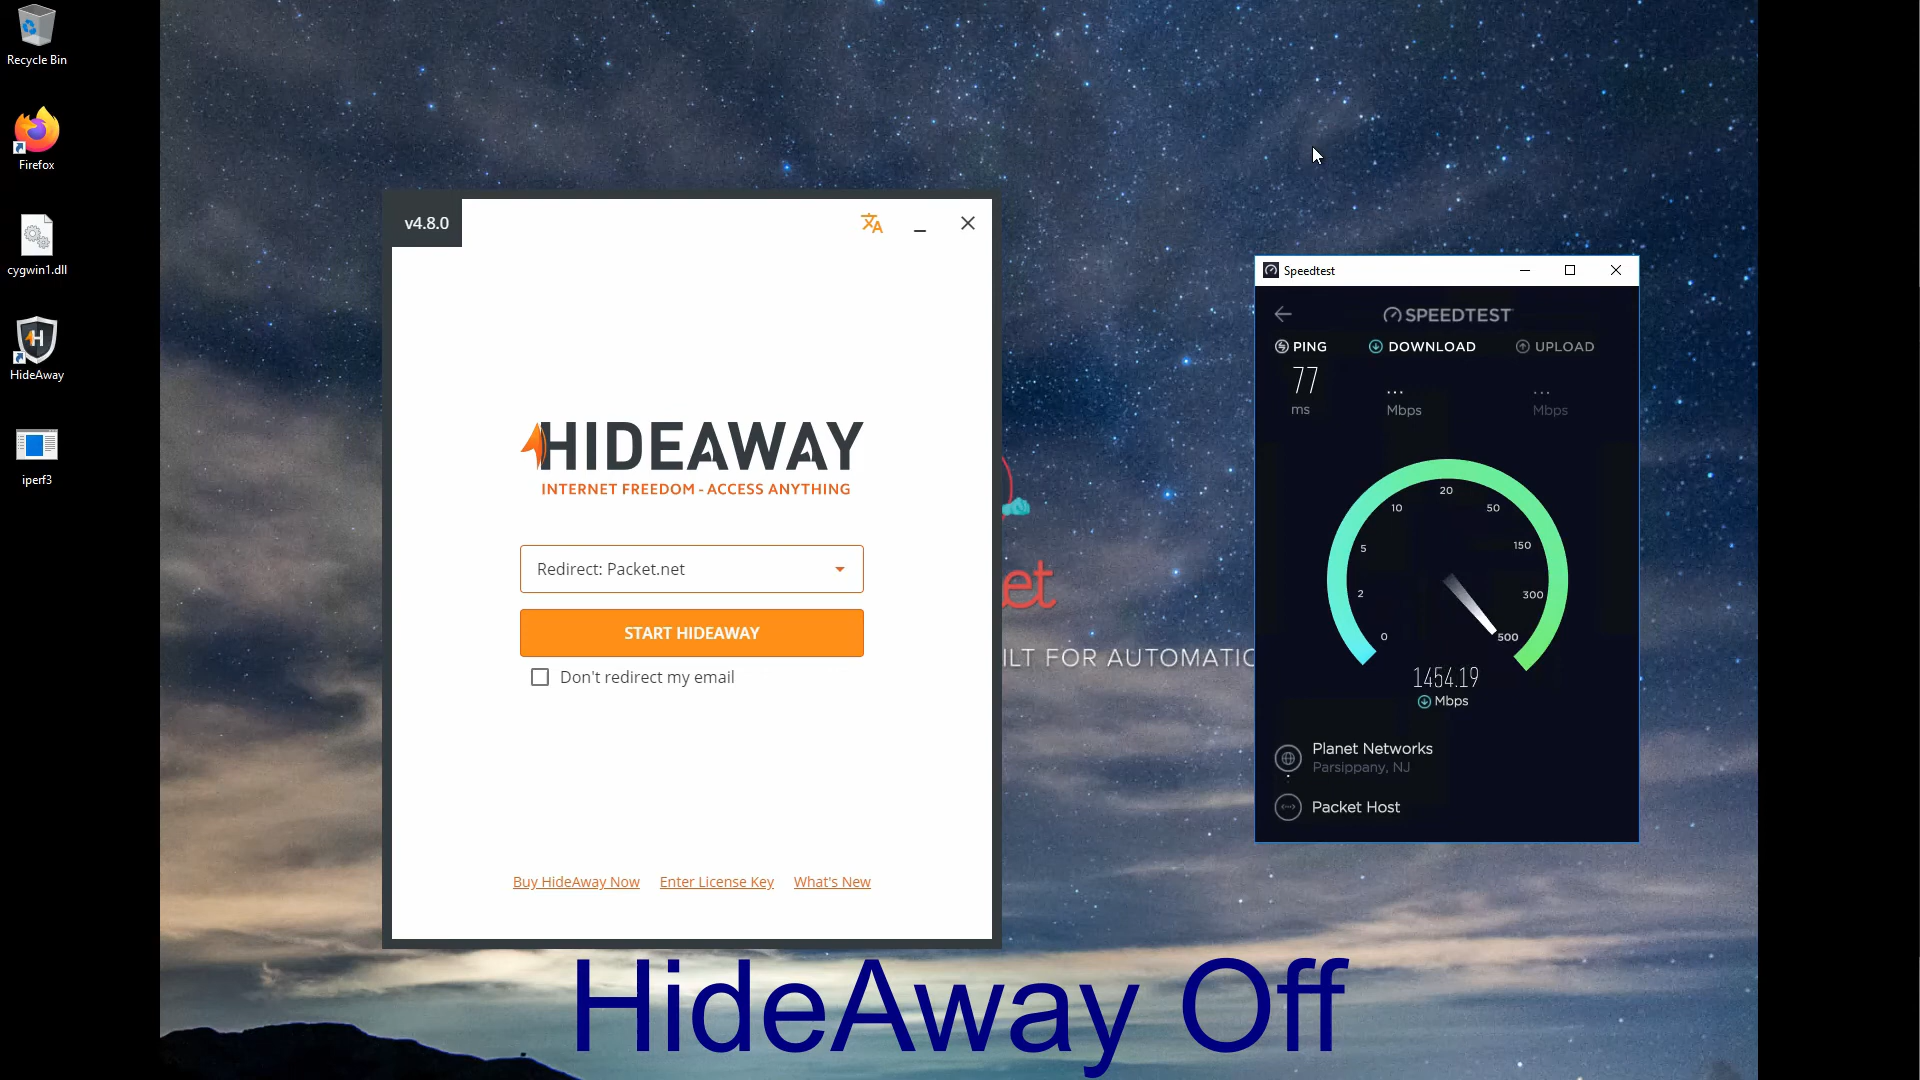 Recycle Bin
Firefox
cygwin1.dll
HideAway
iperf3
v4.8.0
HIDEAWAY
INTERNET FREEDOM - ACCESS ANYTHING
Redirect: Packet.net
START HIDEAWAY
Don't redirect my email
Buy HideAway Now Enter License Key What's New
et
ILT FOR AUTOMATIC
Speedtest
SPEEDTEST
PING DOWNLOAD UPLOAD
77 ... ...
ms Mbps Mbps
20
10 50
5 150
2 300
0 500
1454.19
Mbps
Planet Networks
Parsippany, NJ
Packet Host
HideAway Off